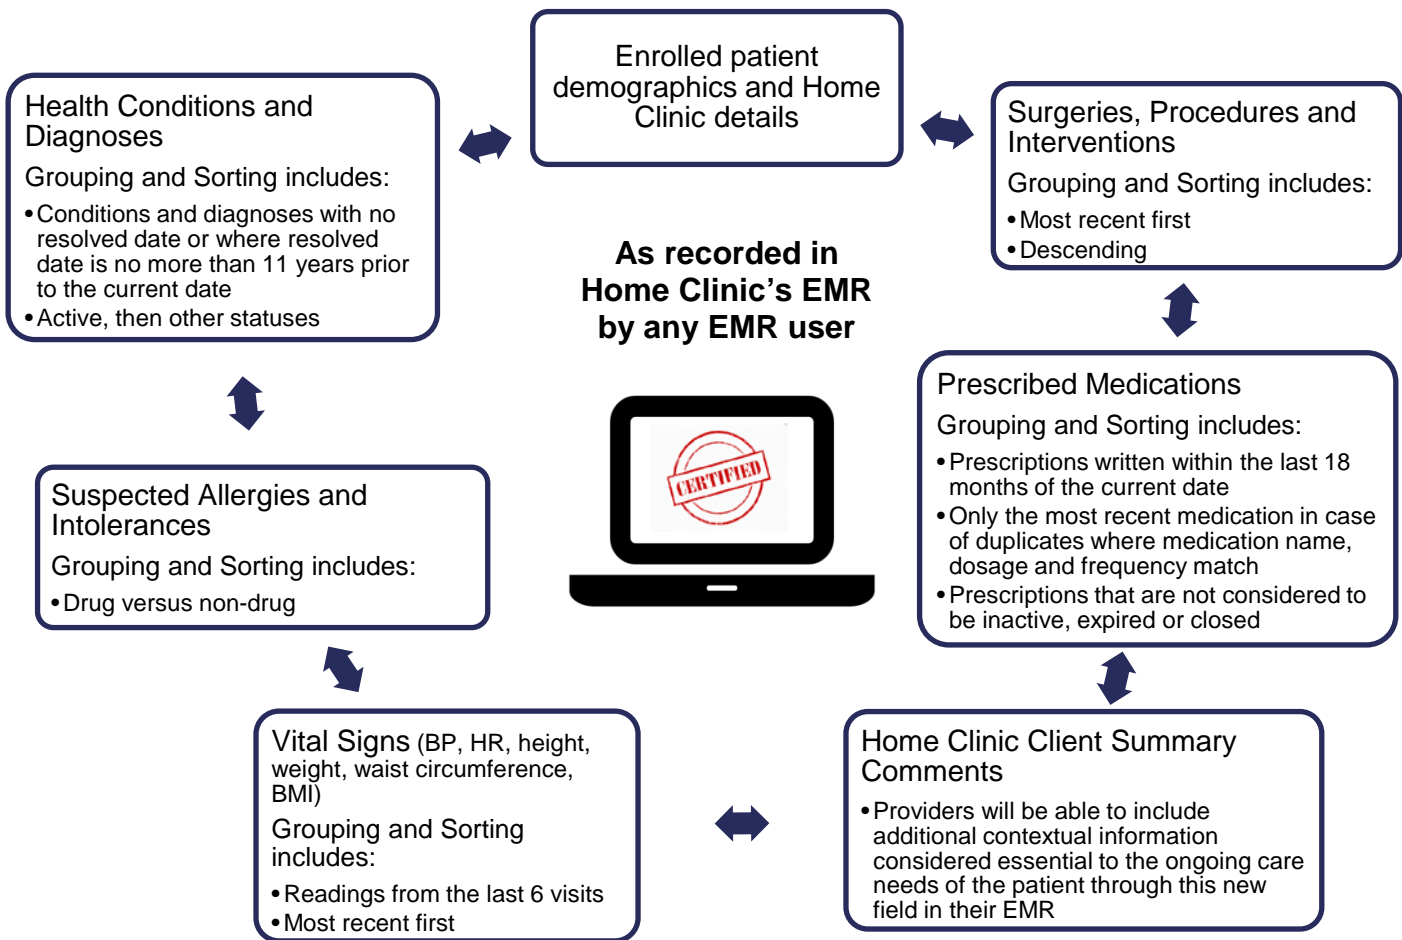 Enrolled patient
demographics and Home
Clinic details
Health Conditions and
Diagnoses
Grouping and Sorting includes:
•Conditions and diagnoses with no
resolved date or where resolved
date is no more than 11 years prior
to the current date
•Active, then other statuses
Surgeries, Procedures and
Interventions
Grouping and Sorting includes:
•Most recent first
•Descending
As recorded in
Home Clinic’s EMR
by any EMR user
CERTIFIED
Prescribed Medications
Grouping and Sorting includes:
•Prescriptions written within the last 18
months of the current date
•Only the most recent medication in case
of duplicates where medication name,
dosage and frequency match
•Prescriptions that are not considered to
be inactive, expired or closed
Suspected Allergies and
Intolerances
Grouping and Sorting includes:
•Drug versus non-drug
Vital Signs (BP, HR, height,
weight, waist circumference,
BMI)
Grouping and Sorting
includes:
•Readings from the last 6 visits
•Most recent first
Home Clinic Client Summary
Comments
•Providers will be able to include
additional contextual information
considered essential to the ongoing care
needs of the patient through this new
field in their EMR